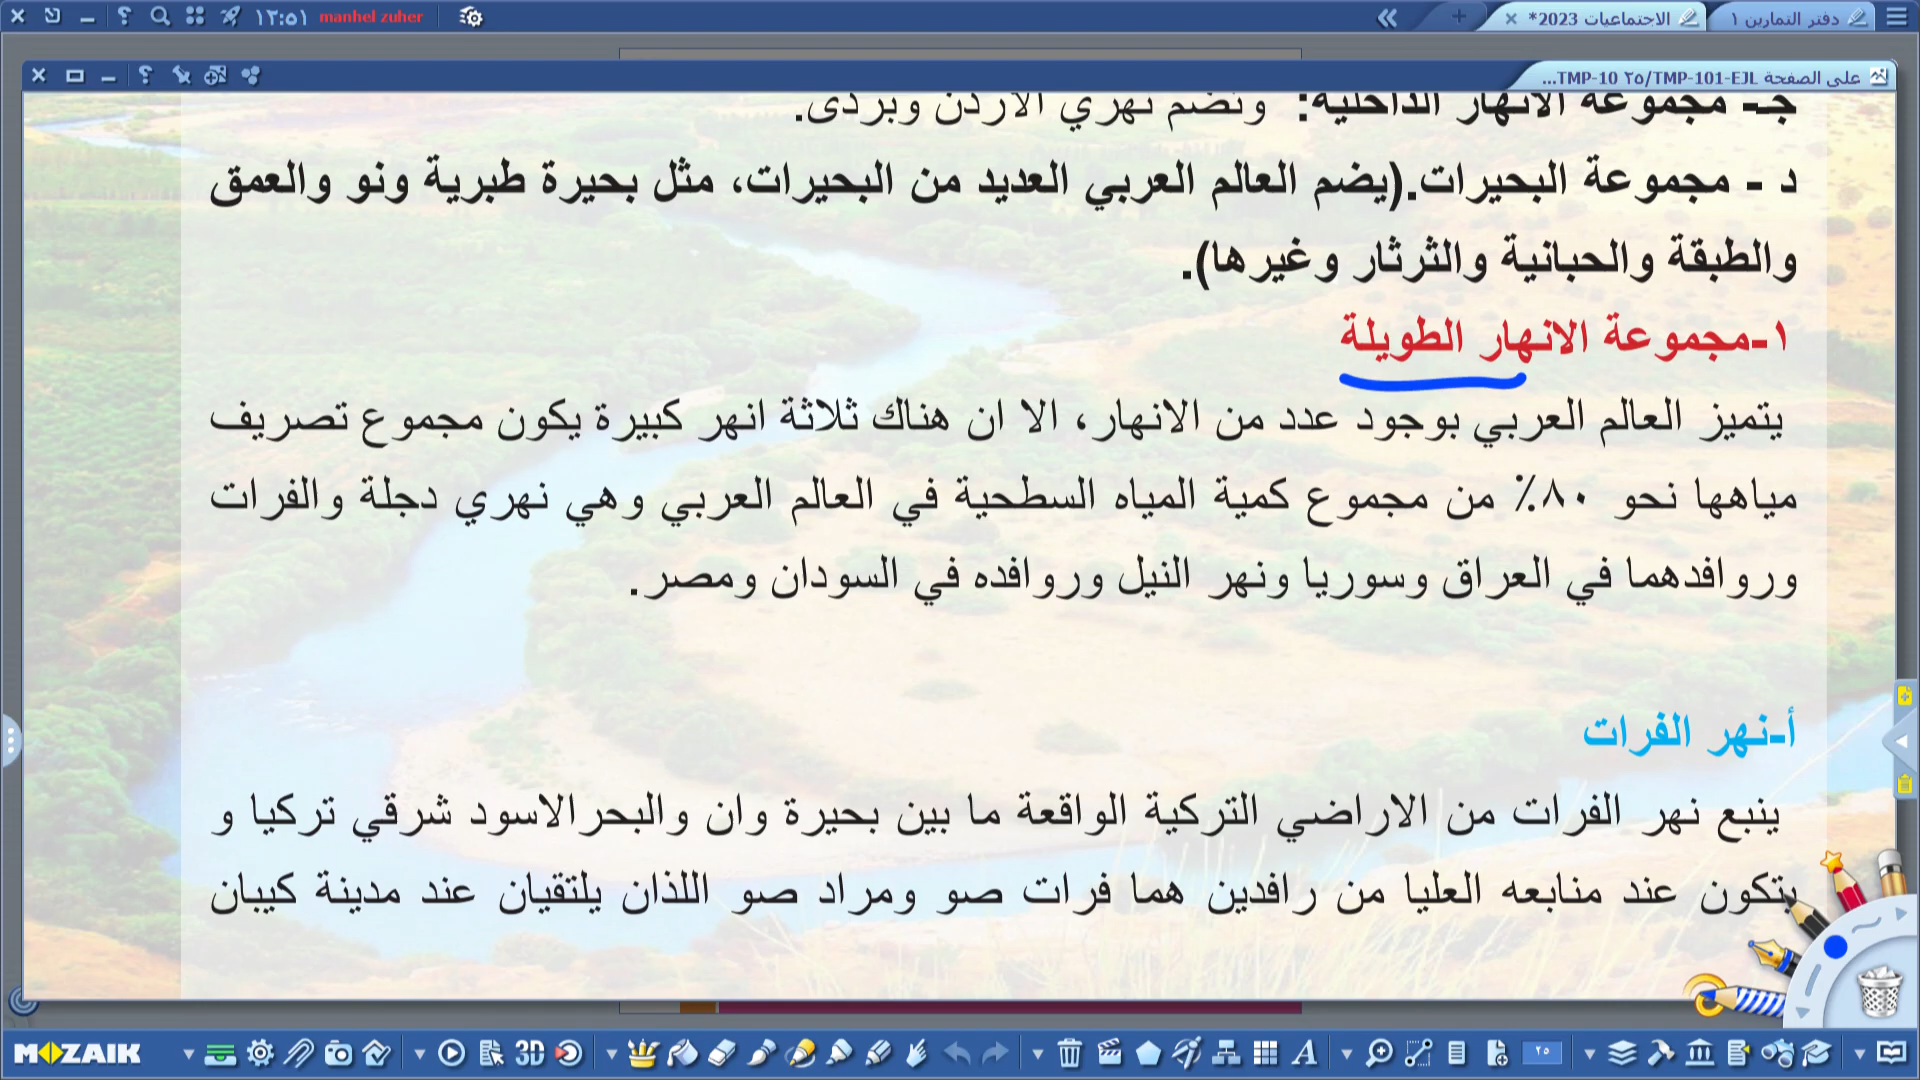 ١٢:٥١ manhel zuher
دفتر التمارين ١
الاجتماعيات 2023*
على الصفحة ٢٥/TMP-101-EJL TMP-10...
جـ- مجموعة الانهار الداخلية: وتضم نهري الاردن وبردى.
د - مجموعة البحيرات.(يضم العالم العربي العديد من البحيرات، مثل بحيرة طبرية ونو والعمق
والطبقة والحبانية والثرثار وغيرها).
١-مجموعة الانهار الطويلة
يتميز العالم العربي بوجود عدد من الانهار، الا ان هناك ثلاثة انهر كبيرة يكون مجموع تصريف
مياهها نحو ٨٠٪ من مجموع كمية المياه السطحية في العالم العربي وهي نهري دجلة والفرات
وروافدهما في العراق وسوريا ونهر النيل وروافده في السودان ومصر.
أ-نهر الفرات
ينبع نهر الفرات من الاراضي التركية الواقعة ما بين بحيرة وان والبحرالاسود شرقي تركيا و
يتكون عند منابعه العليا من رافدين هما فرات صو ومراد صو اللذان يلتقيان عند مدينة كيبان
MOZAIK 3D A ٢٥